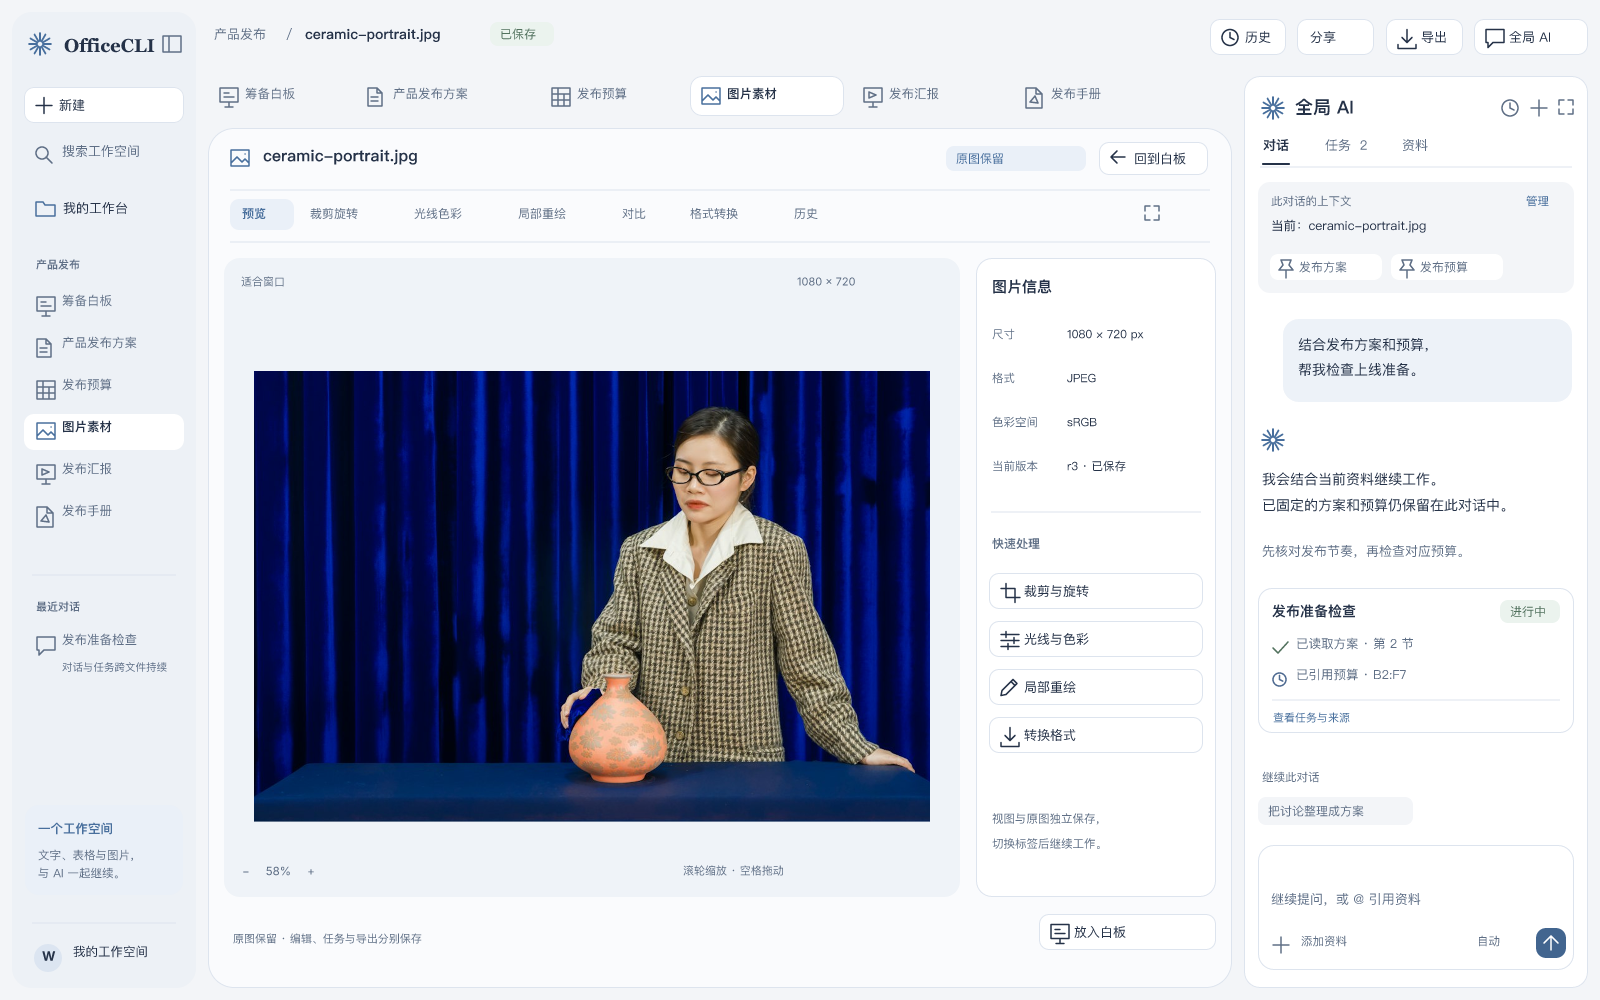 OfficeCLI
新建
搜索工作空间
我的工作台
产品发布
筹备白板
产品发布方案
发布预算
图片素材
发布汇报
发布手册
最近对话
发布准备检查
对话与任务跨文件持续
一个工作空间
文字、表格与图片，
与 AI 一起继续。
W 我的工作空间
产品发布 / ceramic-portrait.jpg 已保存
历史 分享 导出 全局 AI
筹备白板 产品发布方案 发布预算 图片素材 发布汇报 发布手册
ceramic-portrait.jpg 原图保留 回到白板
预览 裁剪旋转 光线色彩 局部重绘 对比 格式转换 历史
适合窗口 1080 × 720
− 58% + 滚轮缩放 · 空格拖动
图片信息
尺寸 1080 × 720 px
格式 JPEG
色彩空间 sRGB
当前版本 r3 · 已保存
快速处理
裁剪与旋转
光线与色彩
局部重绘
转换格式
视图与原图独立保存，
切换标签后继续工作。
原图保留 · 编辑、任务与导出分别保存
放入白板
全局 AI
对话 任务 2 资料
此对话的上下文 管理
当前：ceramic-portrait.jpg
发布方案 发布预算
结合发布方案和预算，
帮我检查上线准备。
我会结合当前资料继续工作。
已固定的方案和预算仍保留在此对话中。
先核对发布节奏，再检查对应预算。
发布准备检查 进行中
已读取方案 · 第 2 节
已引用预算 · B2:F7
查看任务与来源
继续此对话
把讨论整理成方案
继续提问，或 @ 引用资料
添加资料 自动